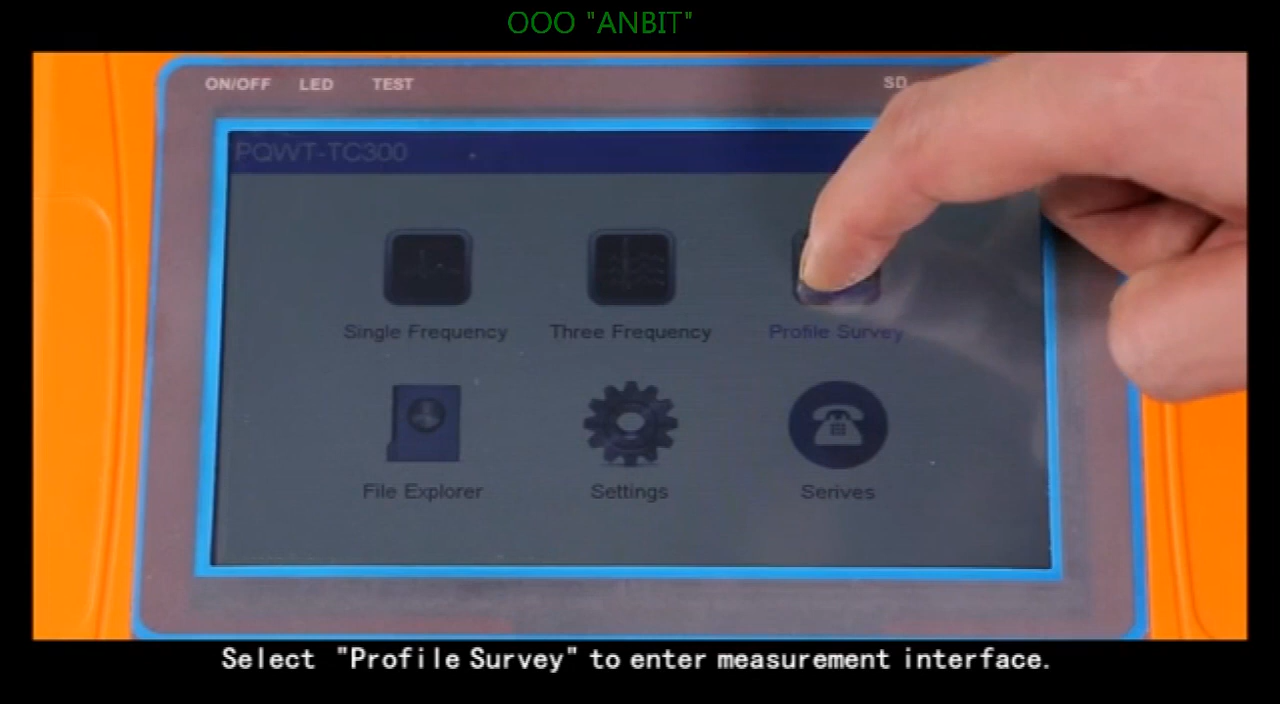 OOO "ANBIT"
ON/OFF LED TEST SD
PQWT-TC300
Single Frequency Three Frequency Profile Survey
File Explorer Settings Serives
Select "Profile Survey" to enter measurement interface.